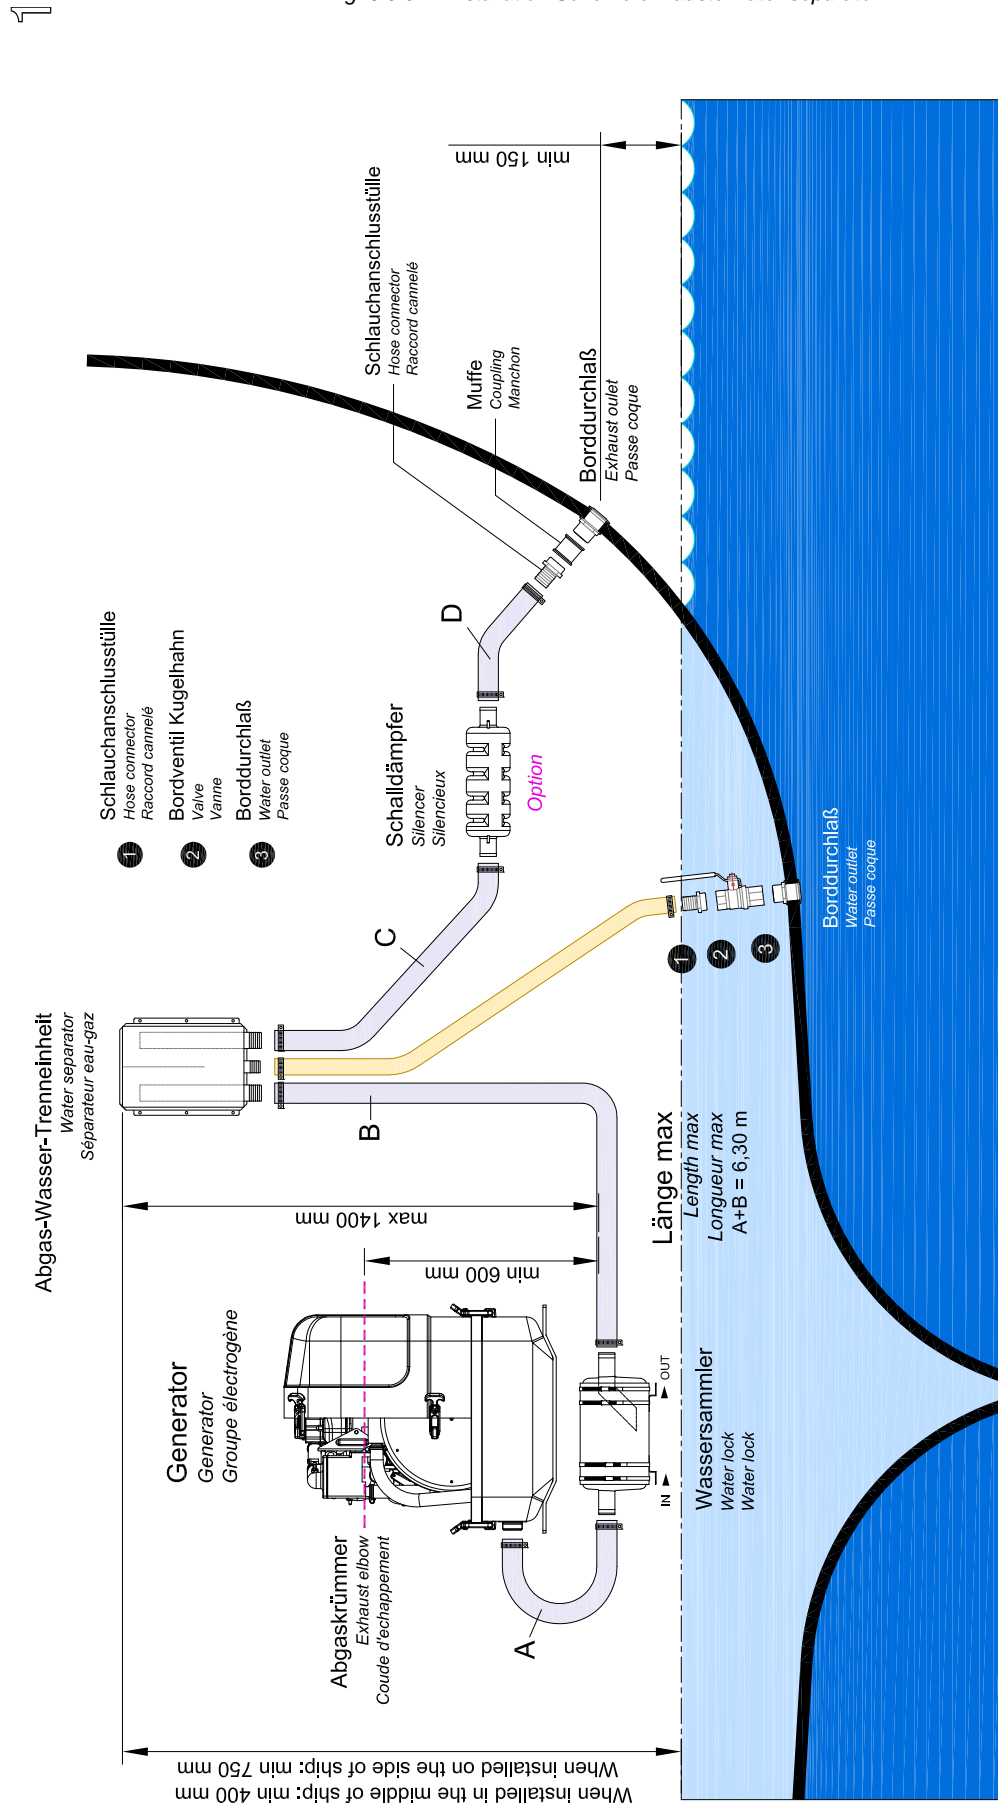 Abgas-Wasser-Trenneinheit
Water separator
Séparateur eau-gaz
Schlauchanschlusstülle
Hose connector
Raccord cannelé
Bordventil Kugelhahn
Valve
Vanne
Borddurchlaß
Water outlet
Passe coque
1
2
3
Generator
Generator
Groupe électrogène
Abgaskrümmer
Exhaust elbow
Coude d'echappement
max 1400 mm
min 600 mm
When installed on the side of ship: min 750 mm
When installed in the middle of ship: min 400 mm
A
B
C
D
Schalldämpfer
Silencer
Silencieux
Option
Schlauchanschlusstülle
Hose connector
Raccord cannelé
Muffe
Coupling
Manchon
Borddurchlaß
Exhaust oulet
Passe coque
min 150 mm
IN
OUT
Wassersammler
Water lock
Water lock
Länge max
Length max
Longueur max
A+B = 6,30 m
1
2
3
Borddurchlaß
Water outlet
Passe coque
1